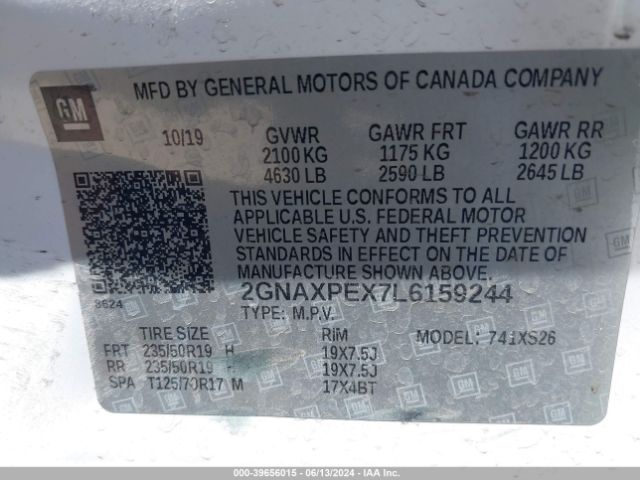 MFD BY GENERAL MOTORS OF CANADA COMPANY
GM
10/19 GVWR GAWR FRT GAWR RR
2100 KG 1175 KG 1200 KG
4630 LB 2590 LB 2645 LB
THIS VEHICLE CONFORMS TO ALL
APPLICABLE U.S. FEDERAL MOTOR
VEHICLE SAFETY AND THEFT PREVENTION
STANDARDS IN EFFECT ON THE DATE OF
MANUFACTURE SHOWN ABOVE.
8624
2GNAXPEX7L6159244
TYPE: M.P.V.
TIRE SIZE RIM MODEL: 741XS26
FRT 235/50R19 H 19X7.5J
RR 235/50R19 19X7.5J
SPA T125/70R17 M 17X4BT
000-39656015 - 06/13/2024 - IAAI.com